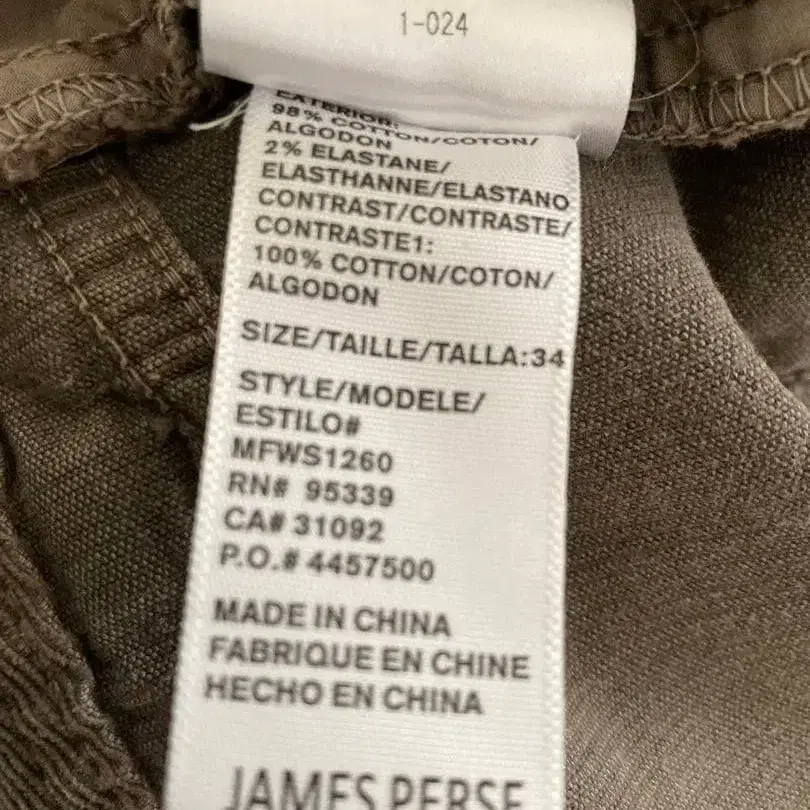 1-024
EXTERIOR:
98% COTTON/COTON/
ALGODON
2% ELASTANE/
ELASTHANNE/ELASTANO
CONTRAST/CONTRASTE/
CONTRASTE1:
100% COTTON/COTON/
ALGODON
SIZE/TAILLE/TALLA:34
STYLE/MODELE/
ESTILO#
MFWS1260
RN# 95339
CA# 31092
P.O.# 4457500
MADE IN CHINA
FABRIQUE EN CHINE
HECHO EN CHINA
JAMES PERSE